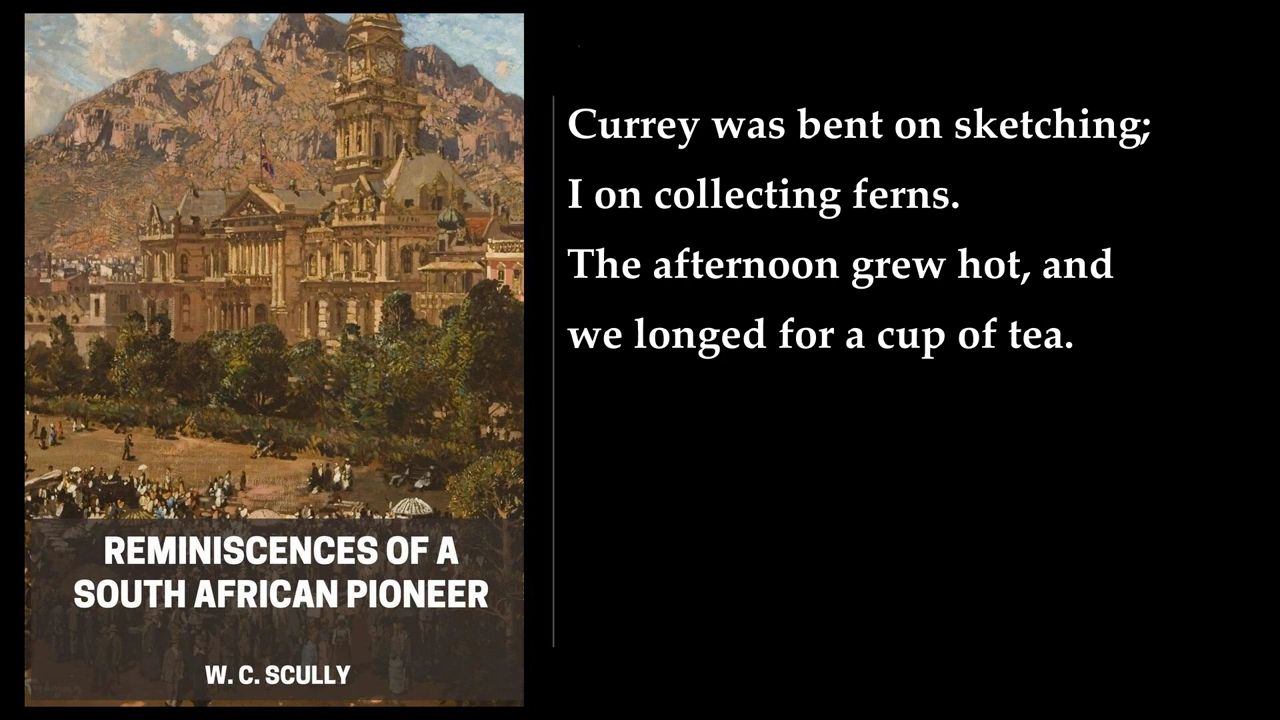 REMINISCENCES OF A
SOUTH AFRICAN PIONEER
W. C. SCULLY
Currey was bent on sketching;
I on collecting ferns.
The afternoon grew hot, and
we longed for a cup of tea.